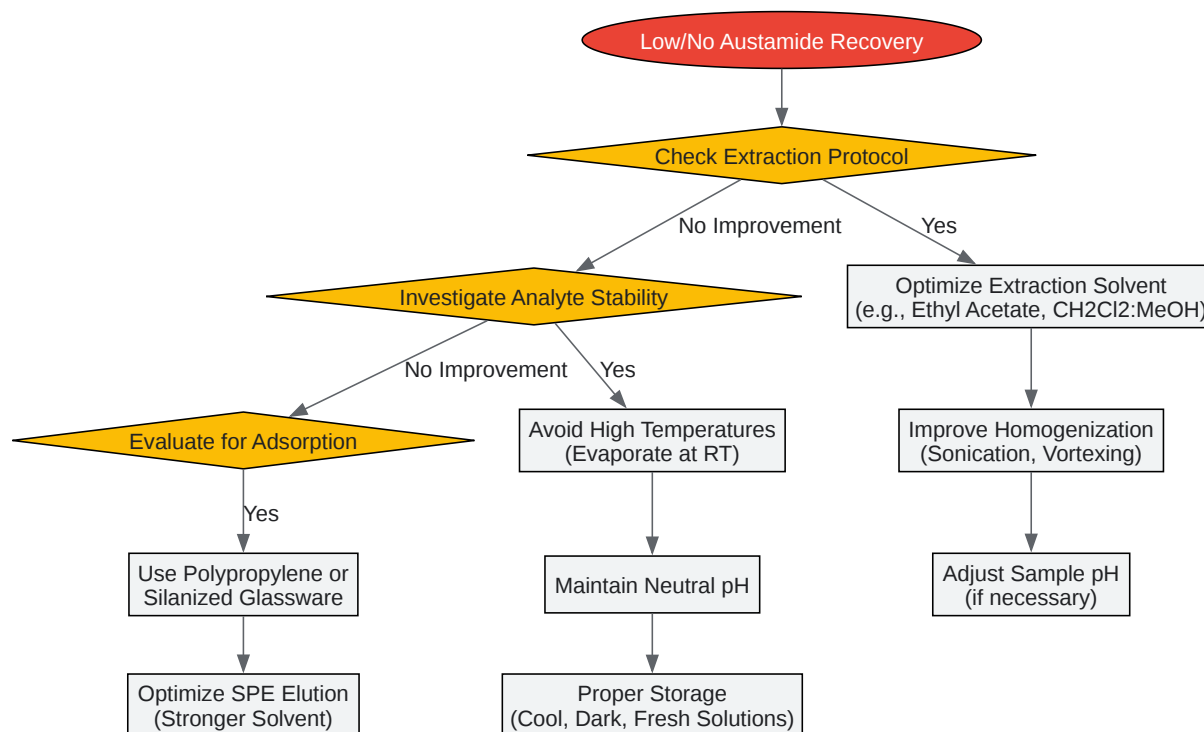 Low/No Austamide Recovery
Check Extraction Protocol
No Improvement
Yes
Investigate Analyte Stability
Optimize Extraction Solvent
(e.g., Ethyl Acetate, CH2Cl2:MeOH)
No Improvement
Yes
Evaluate for Adsorption
Avoid High Temperatures
(Evaporate at RT)
Improve Homogenization
(Sonication, Vortexing)
Yes
Use Polypropylene or
Silanized Glassware
Maintain Neutral pH
Adjust Sample pH
(if necessary)
Optimize SPE Elution
(Stronger Solvent)
Proper Storage
(Cool, Dark, Fresh Solutions)